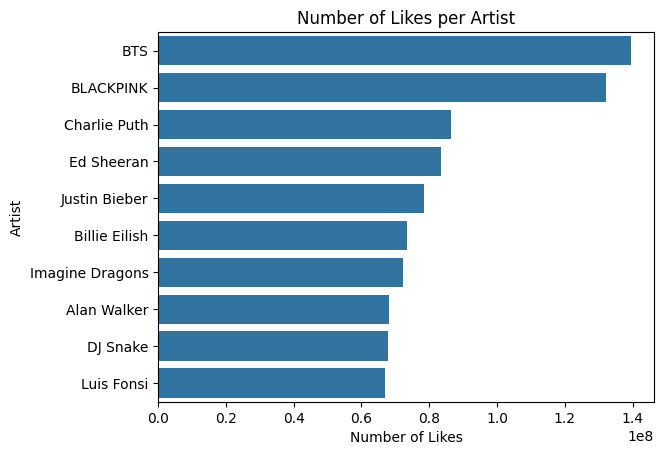 Number of Likes per Artist
Artist
BTS
BLACKPINK
Charlie Puth
Ed Sheeran
Justin Bieber
Billie Eilish
Imagine Dragons
Alan Walker
DJ Snake
Luis Fonsi
0.0 0.2 0.4 0.6 0.8 1.0 1.2 1.4
1e8
Number of Likes